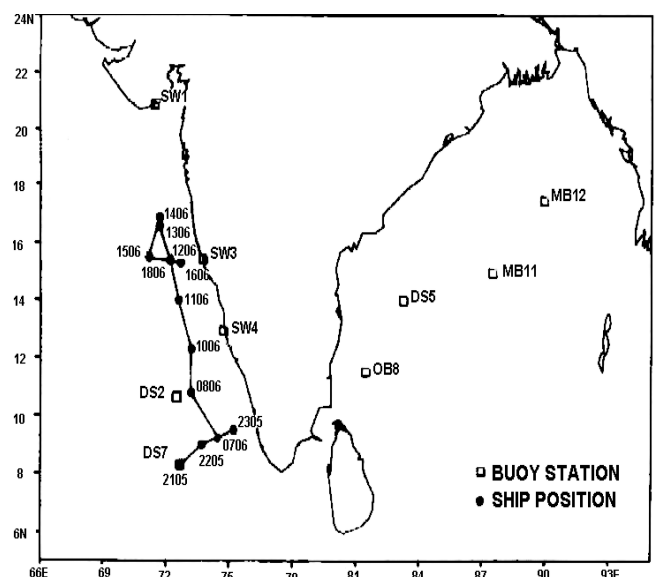 24N
22
SW1
20
18
MB12
1406
1306
16
1506
1206
SW3
1806
1606
MB11
14
1106
DS5
SW4
12
1006
OB8
DS2
0806
10
2305
DS7
0706
2205
8
2105
BUOY STATION
SHIP POSITION
6N
66E
69
72
76
81
84
87
90
93E